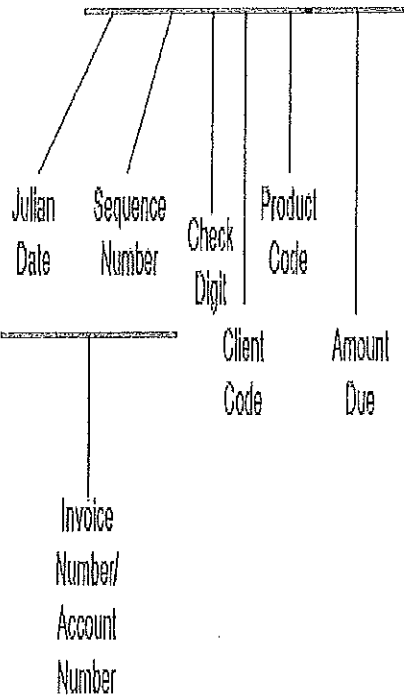 Julian
Date
Sequence
Number
Check
Digit
Client
Code
Product
Code
Amount
Due
Invoice
Number/
Account
Number